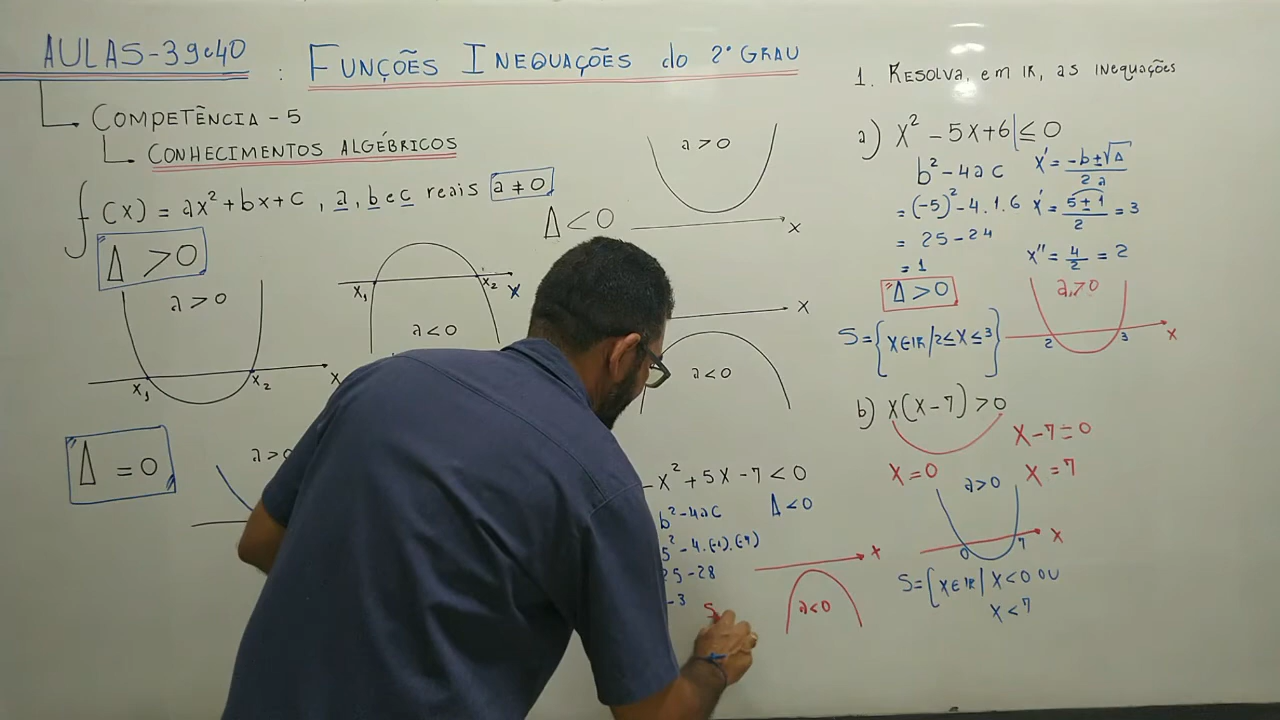 AULAS-39e40 : FUNÇÕES INEQUAÇÕES do 2° GRAU
COMPETÊNCIA - 5
CONHECIMENTOS ALGÉBRICOS
f(x) = ax²+bx+c , a, b e c reais a ≠ 0
Δ > 0
a > 0
x₁ x₂ x
x₁ x₂ x
a < 0
Δ = 0
a > 0
Δ < 0
a > 0
x
x
a < 0
-x² + 5x - 7 < 0
b² - 4ac Δ < 0
5² - 4.(-1).(-7)
25 - 28
-3
x
a < 0
S
1. RESOLVA, em IR, as inequações
a) x² - 5x + 6 ≤ 0
b² - 4ac x' = -b ± √Δ / 2a
= (-5)² - 4.1.6 x' = 5 ± 1 / 2 = 3
= 25 - 24
= 1 x'' = 4/2 = 2
"Δ > 0 a > 0
2 3 x
S = {x∈IR / 2 ≤ x ≤ 3}
b) x(x - 7) > 0
x - 7 = 0
x = 0 x = 7
a > 0
0 7 x
S = {x∈IR / x < 0 ou
x < 7